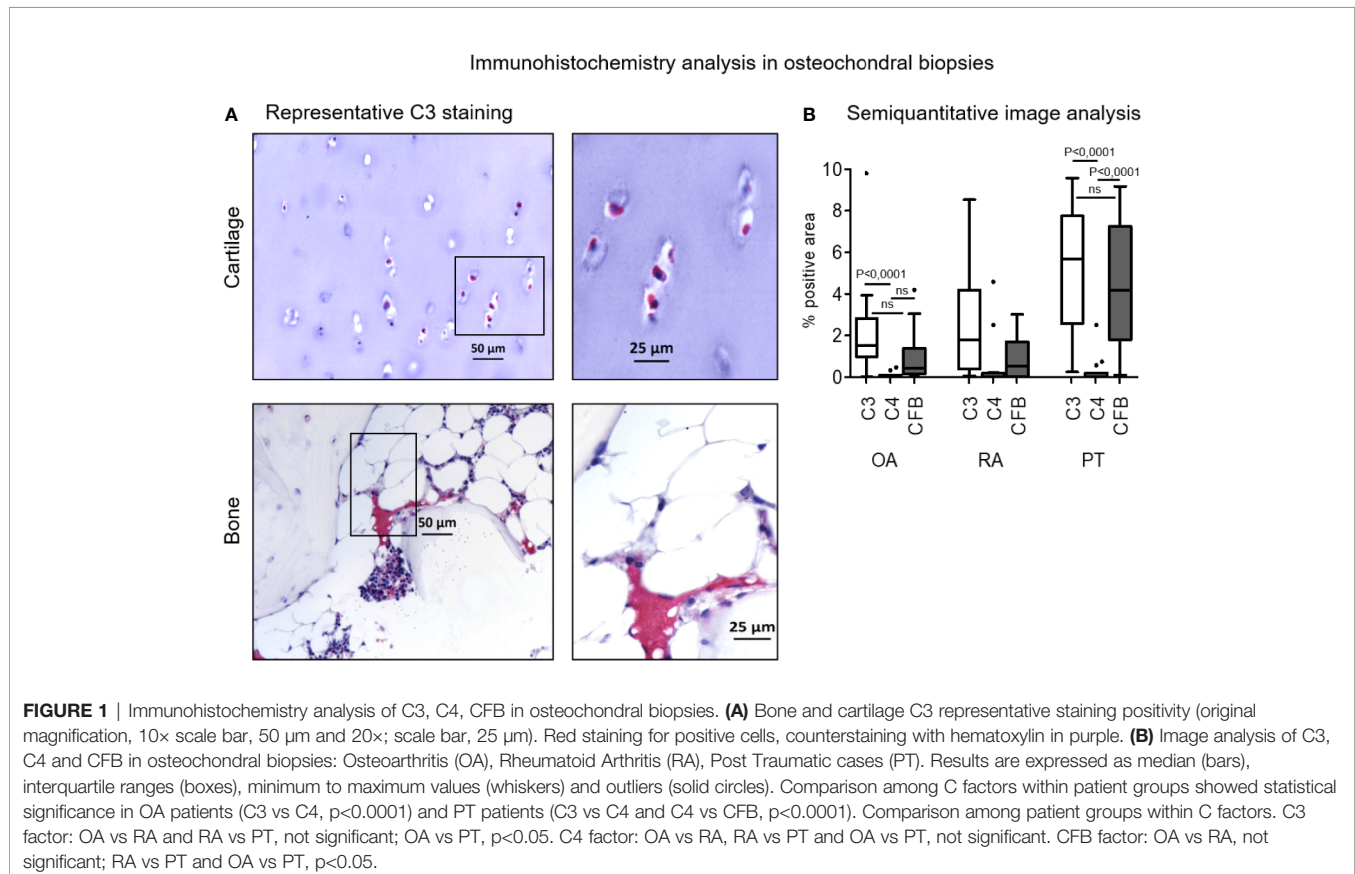 Immunohistochemistry analysis in osteochondral biopsies
A Representative C3 staining
Cartilage
50 µm
25 µm
Bone
50 µm
25 µm
B Semiquantitative image analysis
% positive area
10
8
6
4
2
0
P<0,0001
ns
ns
P<0,0001
P<0,0001
ns
C3
C4
CFB
C3
C4
CFB
C3
C4
CFB
OA
RA
PT
FIGURE 1 | Immunohistochemistry analysis of C3, C4, CFB in osteochondral biopsies. (A) Bone and cartilage C3 representative staining positivity (original
magnification, 10× scale bar, 50 µm and 20×; scale bar, 25 µm). Red staining for positive cells, counterstaining with hematoxylin in purple. (B) Image analysis of C3,
C4 and CFB in osteochondral biopsies: Osteoarthritis (OA), Rheumatoid Arthritis (RA), Post Traumatic cases (PT). Results are expressed as median (bars),
interquartile ranges (boxes), minimum to maximum values (whiskers) and outliers (solid circles). Comparison among C factors within patient groups showed statistical
significance in OA patients (C3 vs C4, p<0.0001) and PT patients (C3 vs C4 and C4 vs CFB, p<0.0001). Comparison among patient groups within C factors. C3
factor: OA vs RA and RA vs PT, not significant; OA vs PT, p<0.05. C4 factor: OA vs RA, RA vs PT and OA vs PT, not significant. CFB factor: OA vs RA, not
significant; RA vs PT and OA vs PT, p<0.05.